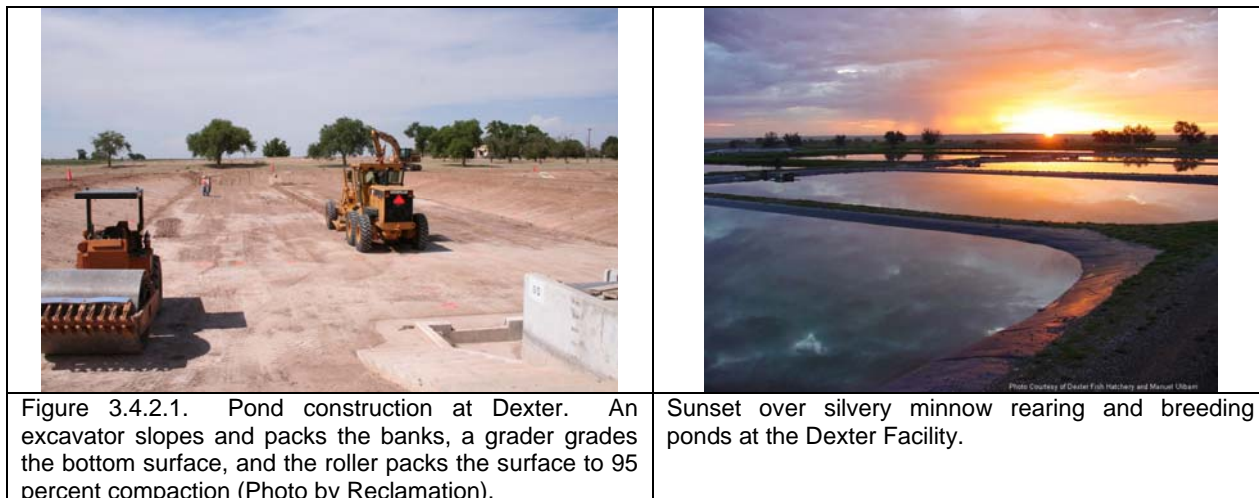 Photo Courtesy of Dexter Fish Hatchery and Manuel Ulibarri
Figure 3.4.2.1. Pond construction at Dexter. An
excavator slopes and packs the banks, a grader grades
the bottom surface, and the roller packs the surface to 95
percent compaction (Photo by Reclamation).
Sunset over silvery minnow rearing and breeding
ponds at the Dexter Facility.